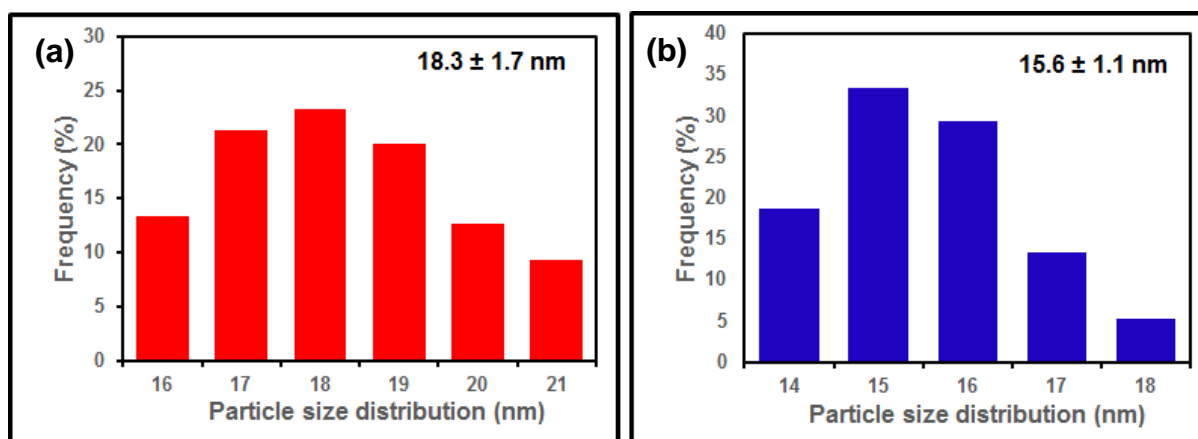 (a)
18.3 ± 1.7 nm
Frequency (%)
30
25
20
15
10
5
0
16 17 18 19 20 21
Particle size distribution (nm)
(b)
15.6 ± 1.1 nm
Frequency (%)
40
35
30
25
20
15
10
5
0
14 15 16 17 18
Particle size distribution (nm)